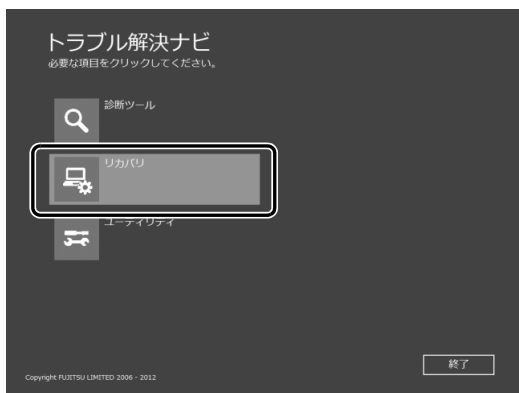 トラブル解決ナビ
必要な項目をクリックしてください。
診断ツール
リカバリ
ユーティリティ
終了
Copyright FUJITSU LIMITED 2006 - 2012